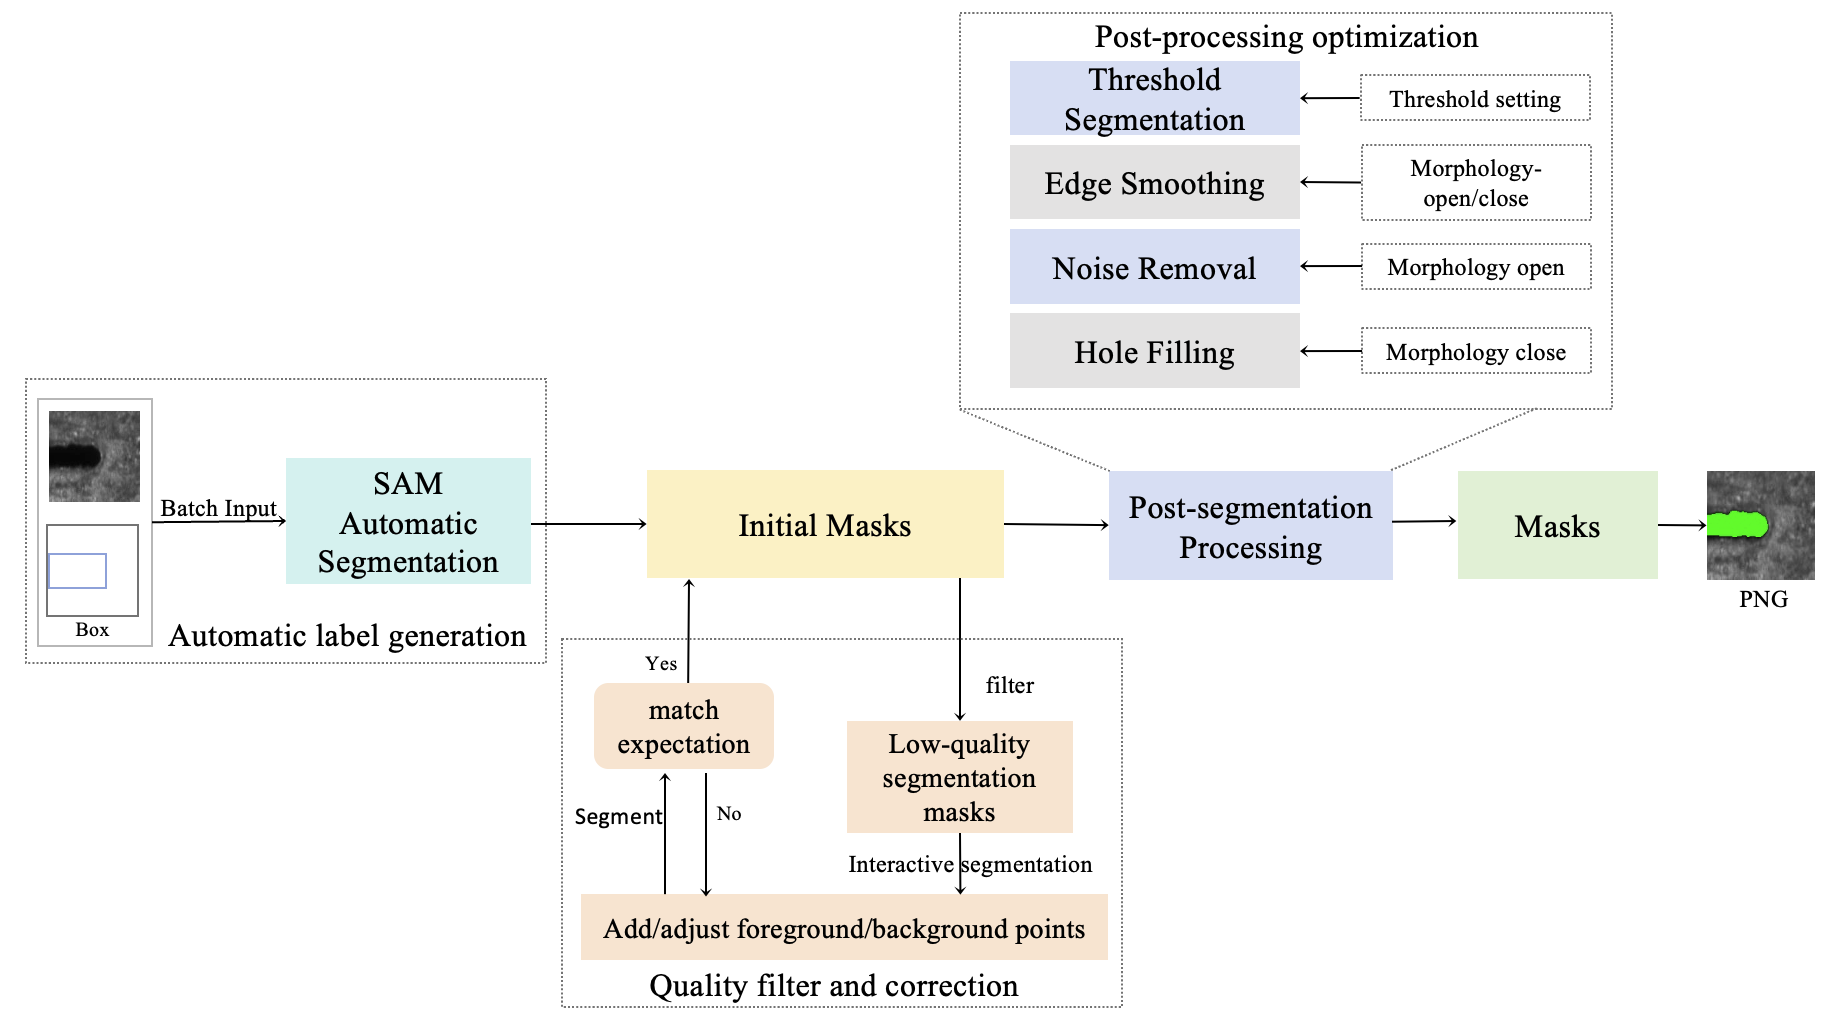 Post-processing optimization
Threshold
Segmentation
Threshold setting
Edge Smoothing
Morphology-
open/close
Noise Removal
Morphology open
Hole Filling
Morphology close
Batch Input
Box
SAM
Automatic
Segmentation
Automatic label generation
Initial Masks
Post-segmentation
Processing
Masks
PNG
Yes
match
expectation
Segment
No
filter
Low-quality
segmentation
masks
Interactive segmentation
Add/adjust foreground/background points
Quality filter and correction